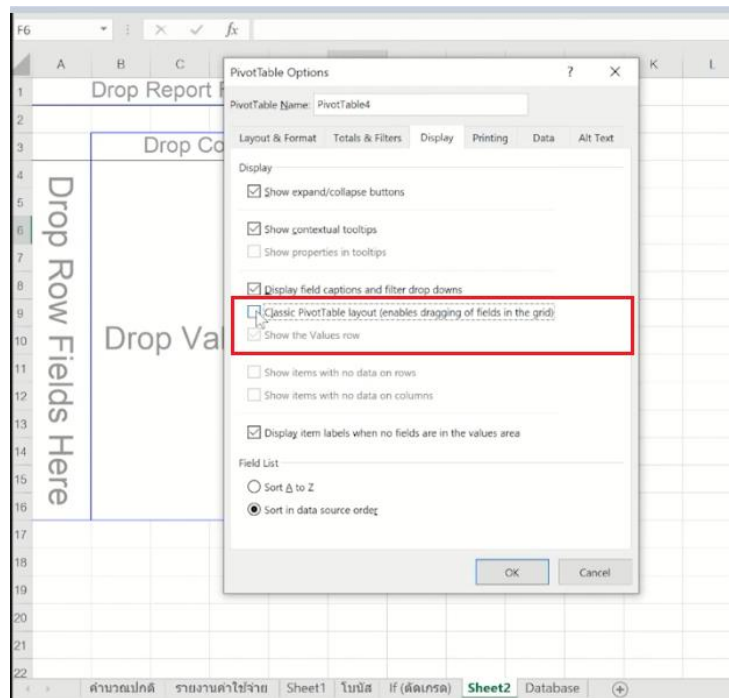 F6
fx
A B C K L
PivotTable Options ? X
PivotTable Name: PivotTable4
Layout & Format Totals & Filters Display Printing Data Alt Text
Display
Show expand/collapse buttons
Show contextual tooltips
Show properties in tooltips
Display field captions and filter drop downs
Classic PivotTable layout (enables dragging of fields in the grid)
Show the Values row
Show items with no data on rows
Show items with no data on columns
Display item labels when no fields are in the values area
Field List
Sort A to Z
Sort in data source order
OK Cancel
1
2
3
4
5
6
7
8
9
10
11
12
13
14
15
16
17
18
19
20
21
22
Drop Report F
Drop Co
Drop Row Fields Here
Drop Val
คำนวณปกติ รายงานค่าใช้จ่าย Sheet1 โบนัส If (ตัดเกรด) Sheet2 Database